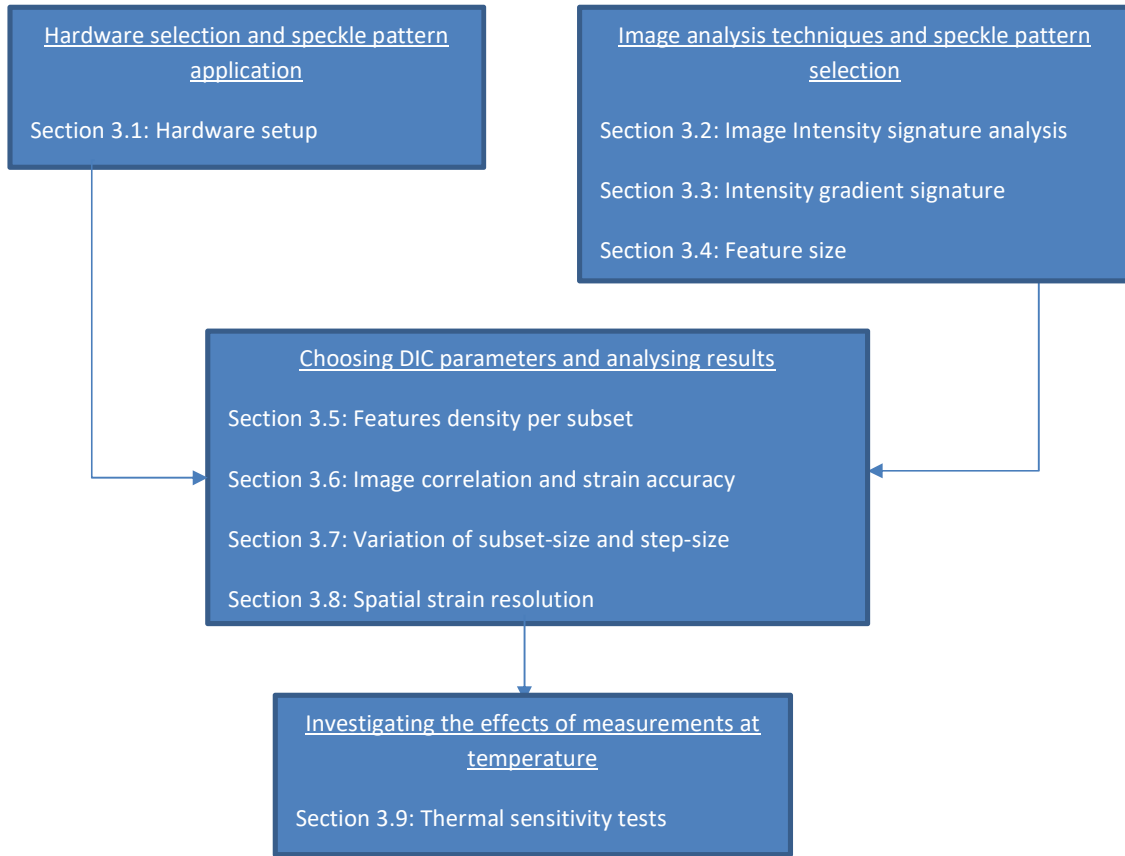 Hardware selection and speckle pattern
application
Section 3.1: Hardware setup
Image analysis techniques and speckle pattern
selection
Section 3.2: Image Intensity signature analysis
Section 3.3: Intensity gradient signature
Section 3.4: Feature size
Choosing DIC parameters and analysing results
Section 3.5: Features density per subset
Section 3.6: Image correlation and strain accuracy
Section 3.7: Variation of subset-size and step-size
Section 3.8: Spatial strain resolution
Investigating the effects of measurements at
temperature
Section 3.9: Thermal sensitivity tests